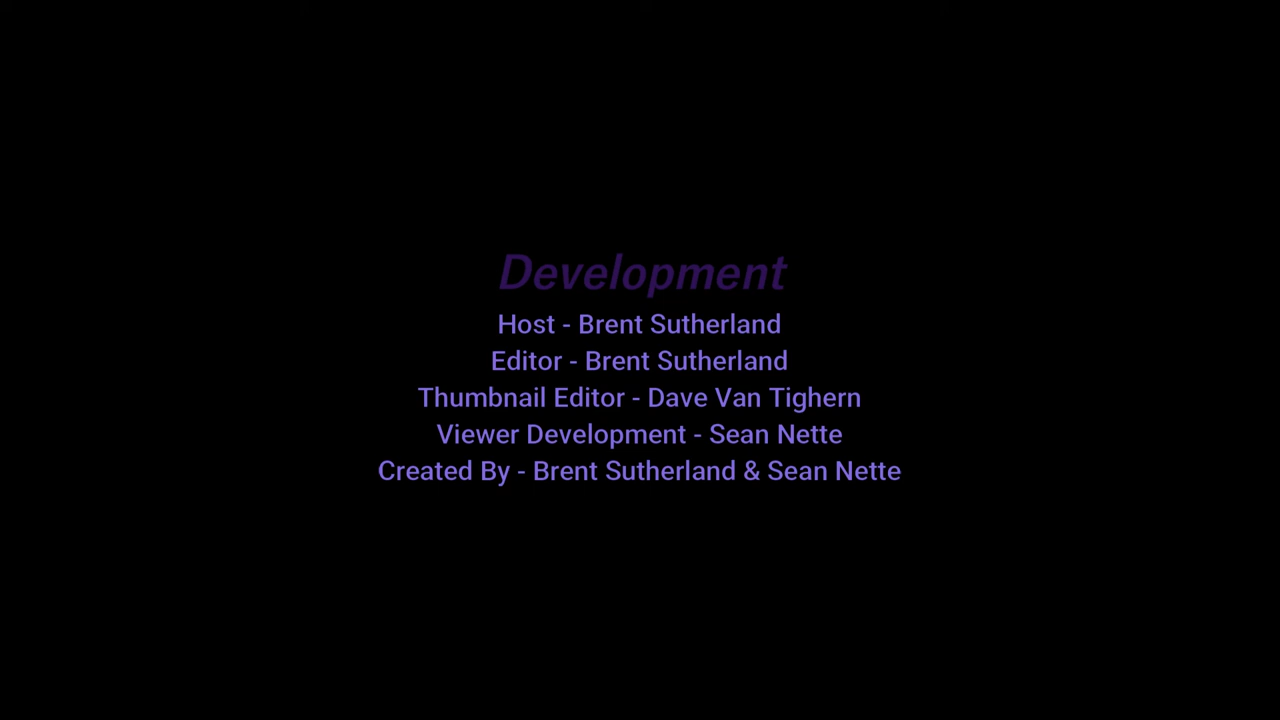 Development
Host - Brent Sutherland
Editor - Brent Sutherland
Thumbnail Editor - Dave Van Tighern
Viewer Development - Sean Nette
Created By - Brent Sutherland & Sean Nette